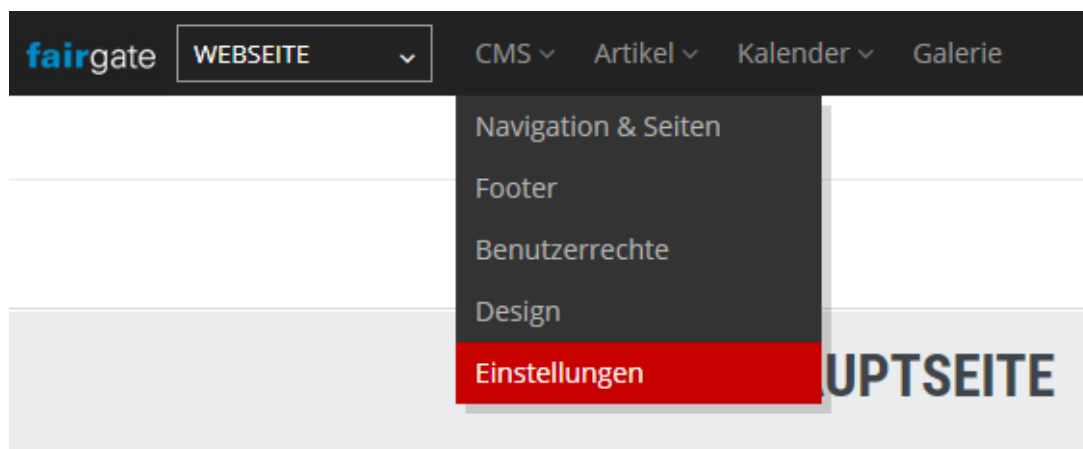 fairgate WEBSEITE CMS Artikel Kalender Galerie
Navigation & Seiten
Footer
Benutzerrechte
Design
Einstellungen
UPTSEITE